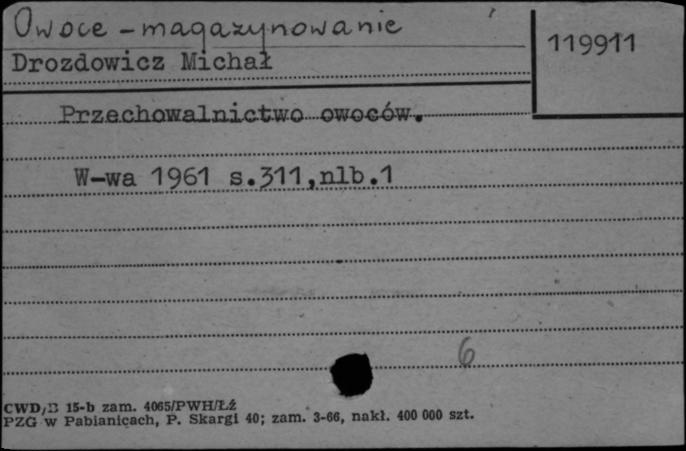 Owoce - magazynowanie
119911
Drozdowicz Michał
Przechowalnictwo owoców.
W-wa 1961 s.311,nlb.1
6
CWD/B 15-b zam. 4065/PWH/Łź
PZG w Pabianicach, P. Skargi 40; zam. 3-66, nakł. 400 000 szt.